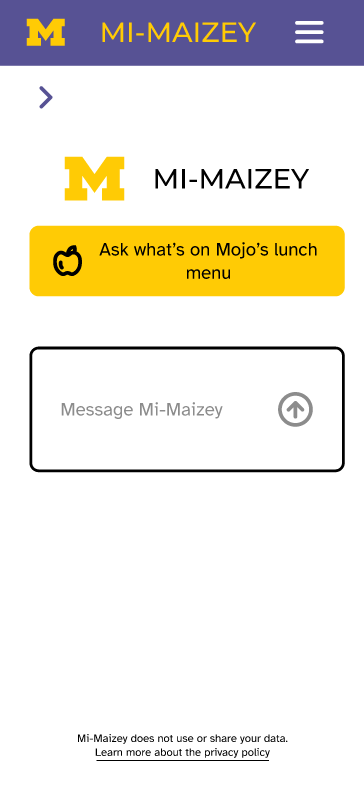 M MI-MAIZEY
M MI-MAIZEY
Ask what's on Mojo's lunch
menu
Message Mi-Maizey
Mi-Maizey does not use or share your data.
Learn more about the privacy policy